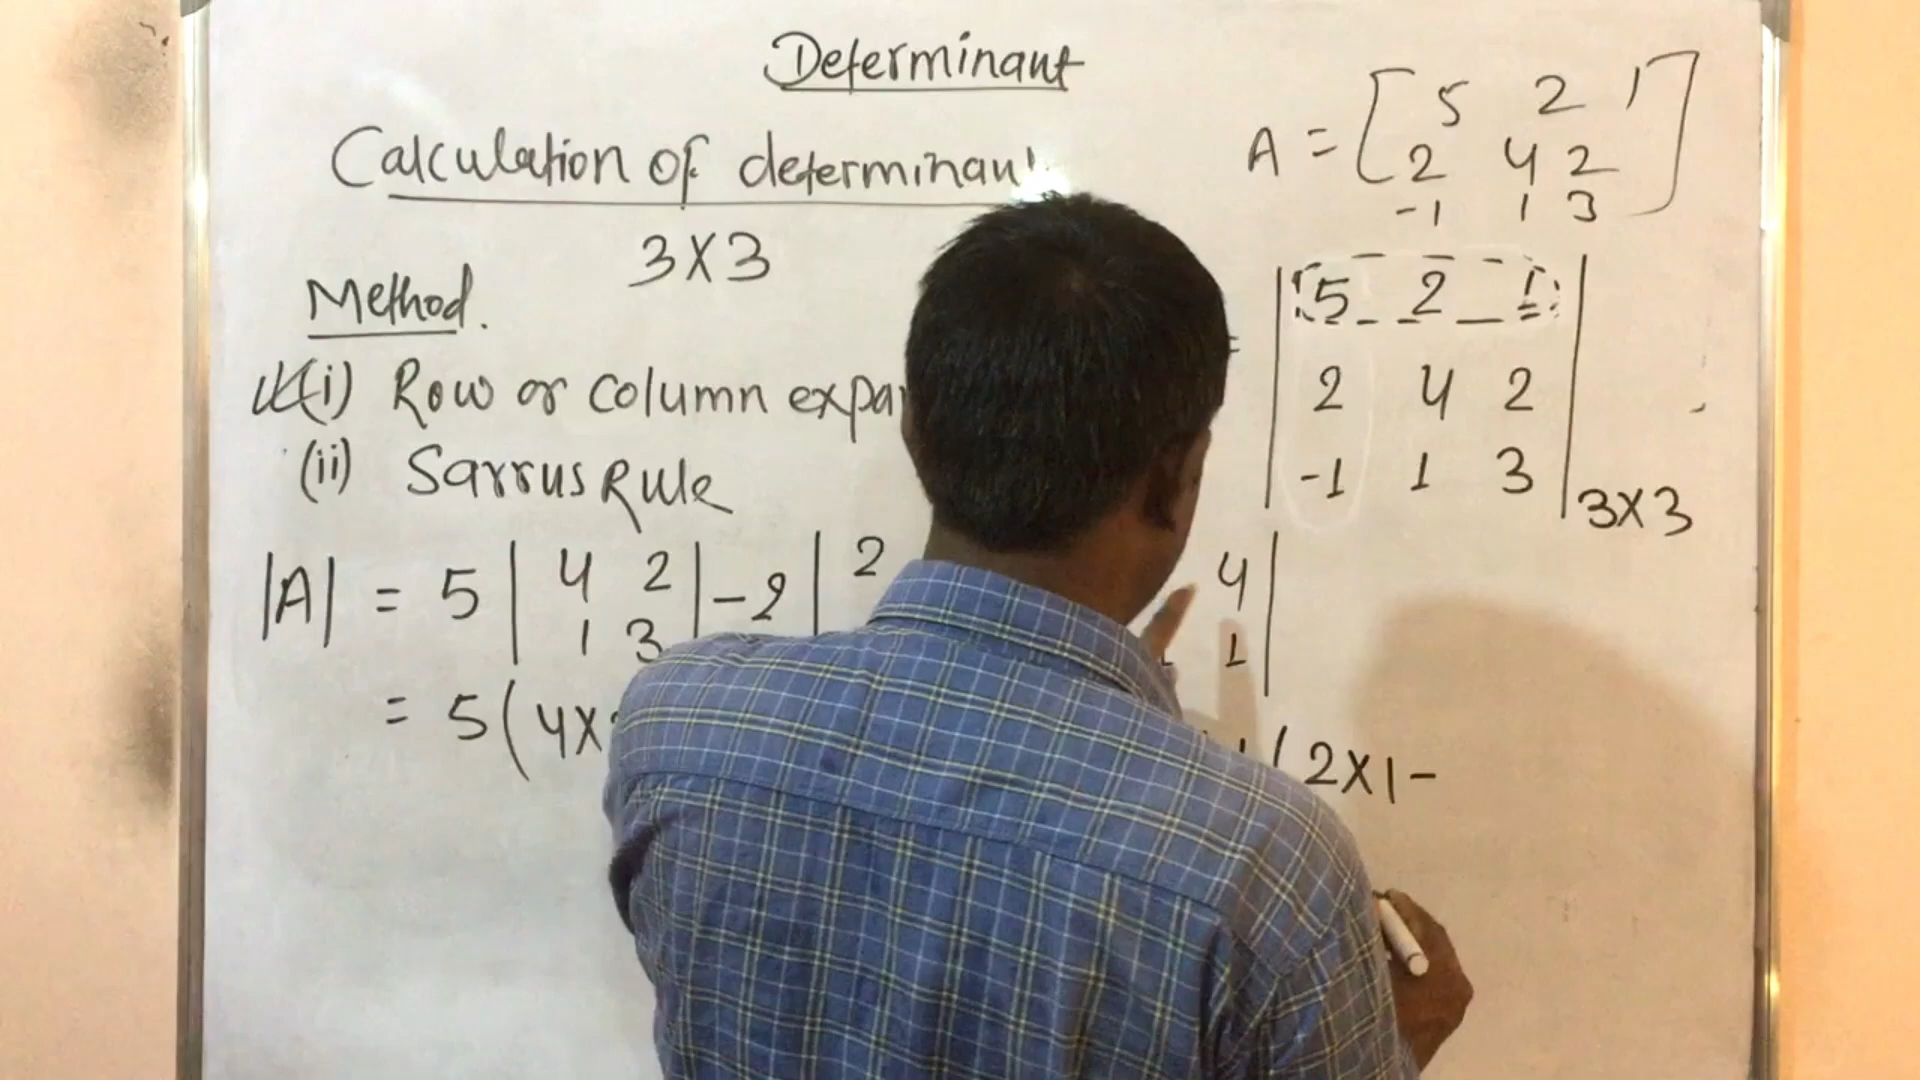 Determinant
Calculation of determinan
A = [ 5 2 1
2 4 2
-1 1 3 ]
3X3
Method.
(i) Row or column expa
(ii) Sarrus Rule
= | 5 2 1
2 4 2
-1 1 3 | 3X3
|A| = 5 | 4 2 | - 2 | 2 4 |
1 3 1
= 5 ( 4X ( 2X1 -